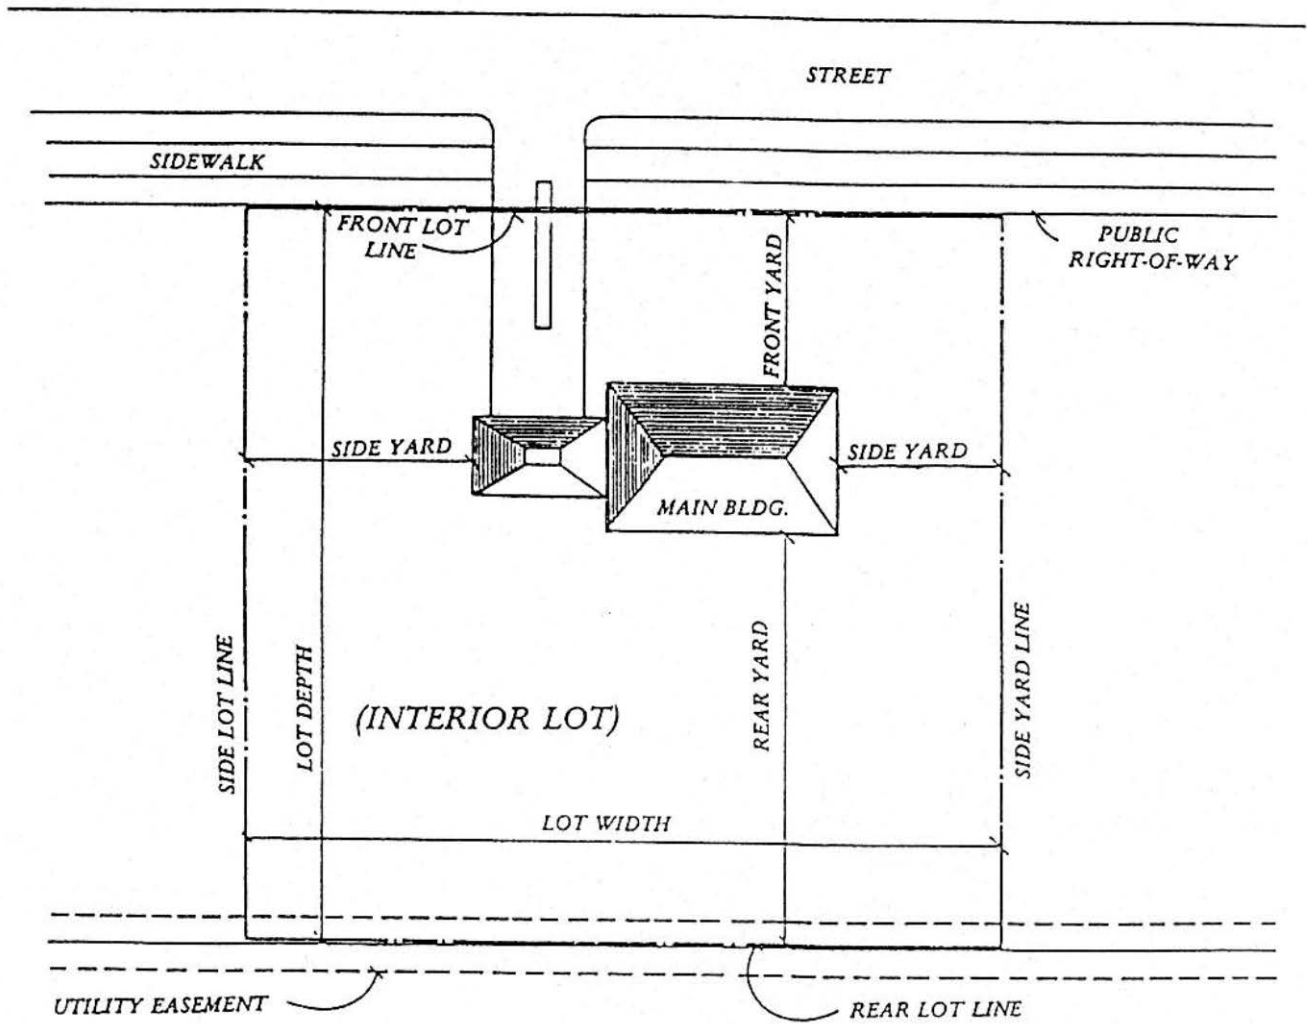 STREET
SIDEWALK
FRONT LOT
LINE
PUBLIC
RIGHT-OF-WAY
FRONT YARD
SIDE YARD
SIDE YARD
MAIN BLDG.
SIDE LOT LINE
LOT DEPTH
(INTERIOR LOT)
REAR YARD
SIDE YARD LINE
LOT WIDTH
UTILITY EASEMENT
REAR LOT LINE